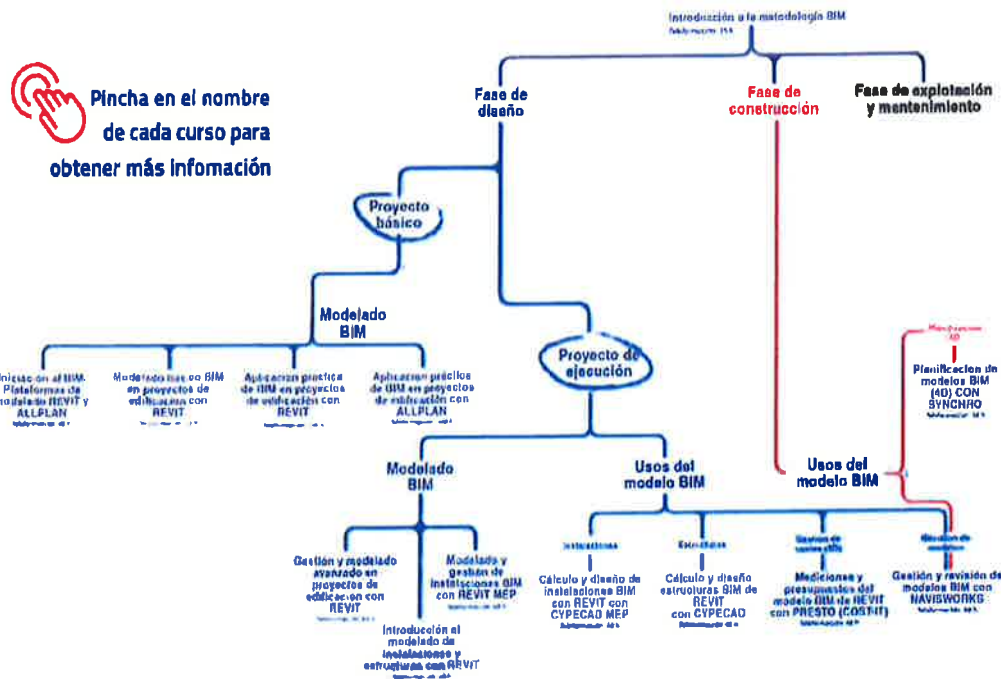 Introducción a la metodología BIM
Pincha en el nombre
de cada curso para
obtener más infomación
Fase de
diseño
Fase de
construcción
Fase de explotación
y mantenimiento
Proyecto
básico
Modelado
BIM
Iniciación al BIM.
Plataformas de
modelado REVIT y
ALLPLAN
Modelado básico BIM
en proyectos de
edificación con
REVIT
Aplicación práctica
de BIM en proyectos
de edificación con
REVIT
Aplicación práctica
de BIM en proyectos
de edificación con
ALLPLAN
Proyecto de
ejecución
Planificación de
modelos BIM
(4D) CON
SYNCHRO
Modelado
BIM
Usos del
modelo BIM
Usos del
modelo BIM
Gestión y modelado
avanzado en
proyectos de
edificación con
REVIT
Modelado y
gestión de
instalaciones BIM
con REVIT MEP
Introducción al
modelado de
instalaciones y
estructuras con REVIT
Instalaciones
Cálculo y diseño de
instalaciones BIM
con REVIT con
CYPECAD MEP
Estructuras
Cálculo y diseño
estructuras BIM de
REVIT
con CYPECAD
Gestión de
Mediciones y
presupuestos del
modelo BIM de REVIT
con PRESTO (COST-IT)
Gestión de
Gestión y revisión de
modelos BIM con
NAVISWORKS